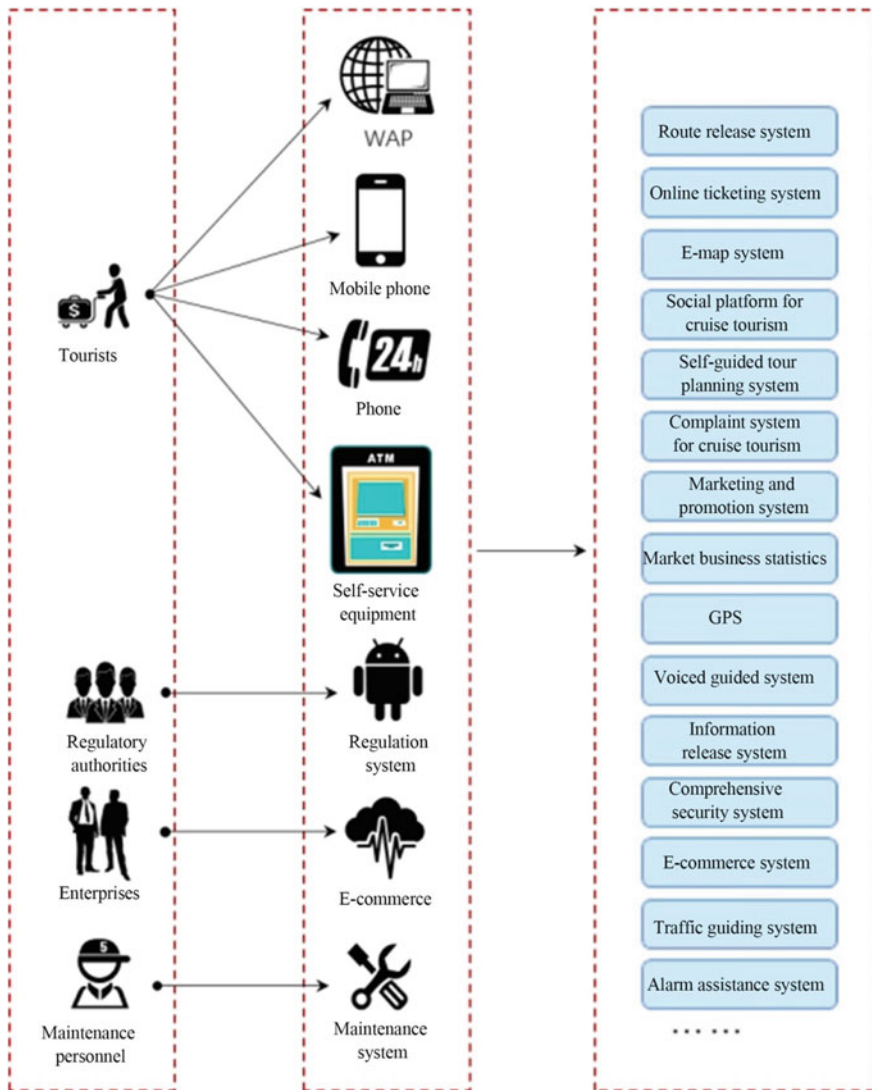 WAP
Mobile phone
$
Tourists
24h
Phone
ATM
Self-service
equipment
Regulatory
authorities
Regulation
system
Enterprises
E-commerce
5
Maintenance
personnel
Maintenance
system
Route release system
Online ticketing system
E-map system
Social platform for
cruise tourism
Self-guided tour
planning system
Complaint system
for cruise tourism
Marketing and
promotion system
Market business statistics
GPS
Voiced guided system
Information
release system
Comprehensive
security system
E-commerce system
Traffic guiding system
Alarm assistance system
... ...